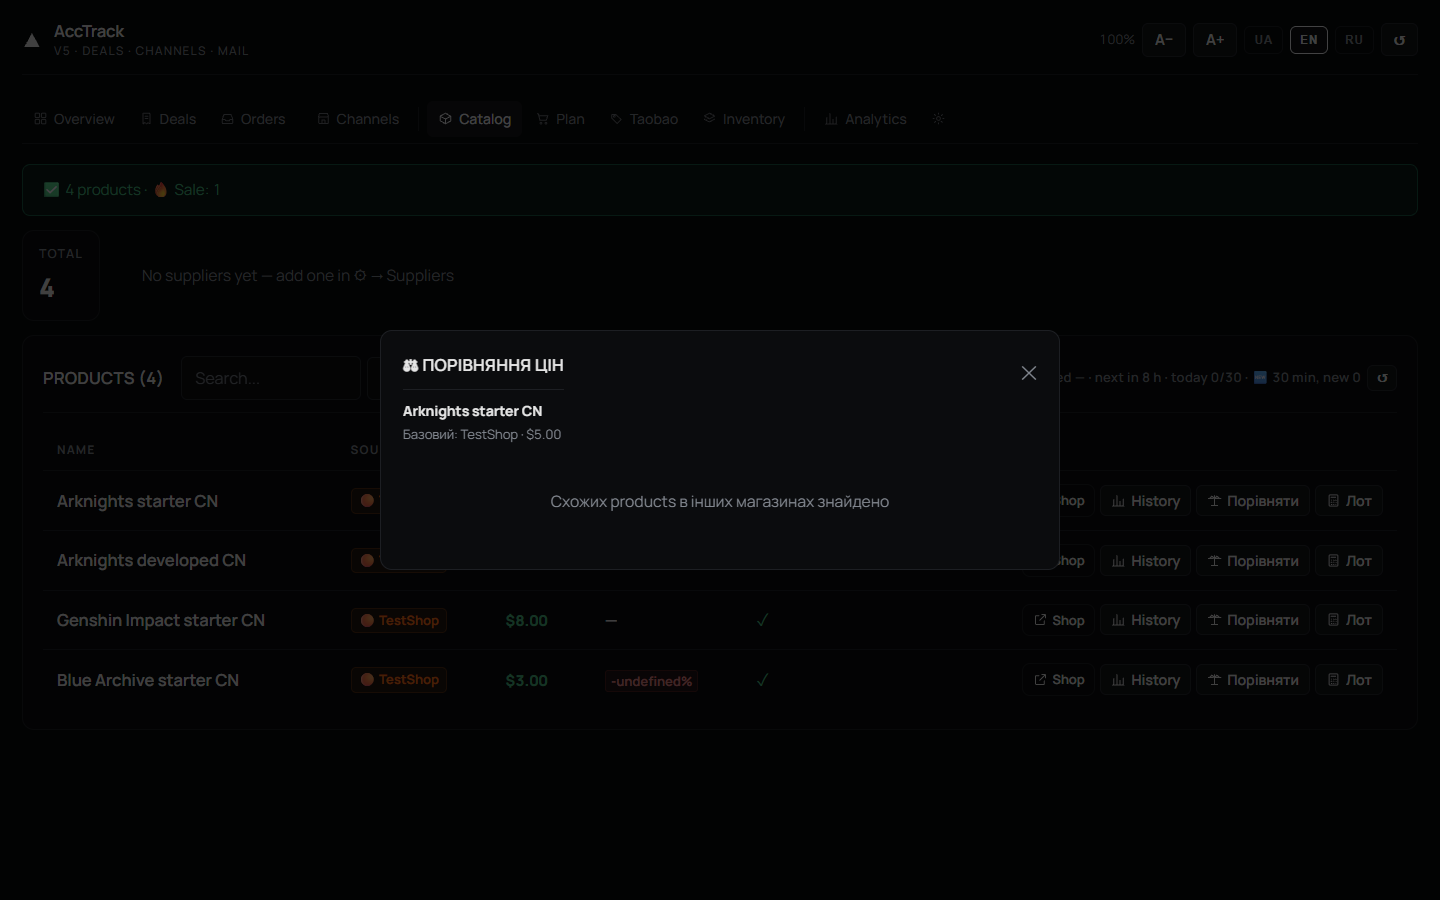 AccTrack
V5 · DEALS · CHANNELS · MAIL
100% A− A+ UA EN RU
Overview Deals Orders Channels Catalog Plan Taobao Inventory Analytics
4 products · Sale: 1
TOTAL
4
No suppliers yet — add one in → Suppliers
PRODUCTS (4) Search... — · next in 8 h · today 0/30 · 30 min, new 0
ПОРІВНЯННЯ ЦІН
Arknights starter CN
Базовий: TestShop · $5.00
Схожих products в інших магазинах знайдено
NAME
Arknights starter CN History Порівняти Лот
Arknights developed CN History Порівняти Лот
Genshin Impact starter CN TestShop $8.00 — ✓ Shop History Порівняти Лот
Blue Archive starter CN TestShop $3.00 -undefined% ✓ Shop History Порівняти Лот